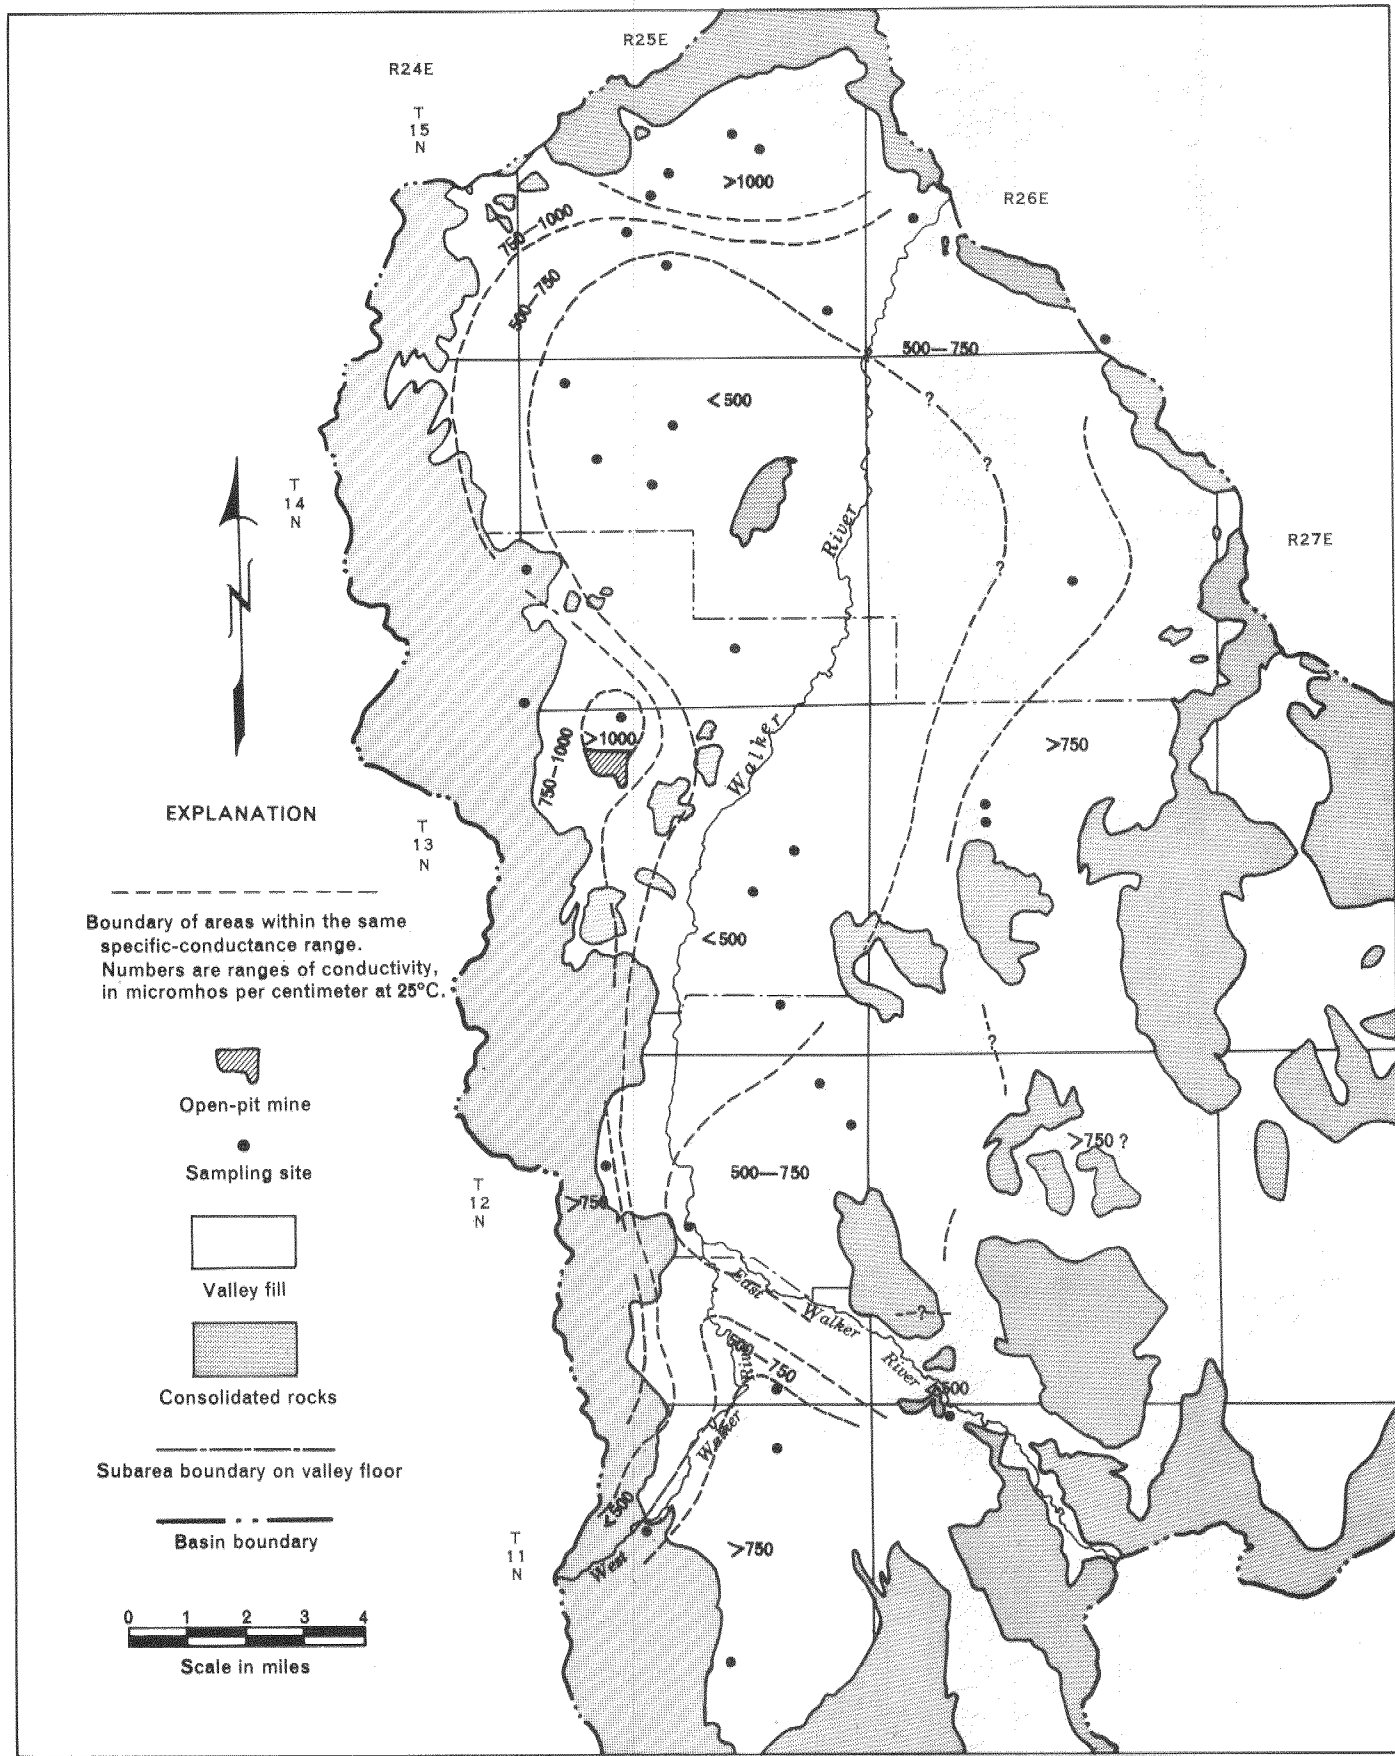 R25E
R24E
T
15
N
>1000
R26E
750—1000
500—750
500—750
?
<500
?
T
14
N
River
R27E
?
>1000
>750
750—1000
Walker
EXPLANATION
T
13
N
Boundary of areas within the same
specific-conductance range.
Numbers are ranges of conductivity,
in micromhos per centimeter at 25°C.
<500
?
Open-pit mine
>750 ?
Sampling site
500—750
T
12
N
>750
Valley fill
East
Walker
River
?
500—750
River
<500
Consolidated rocks
Walker
Subarea boundary on valley floor
<500
Basin boundary
West
T
11
N
>750
0 1 2 3 4
Scale in miles